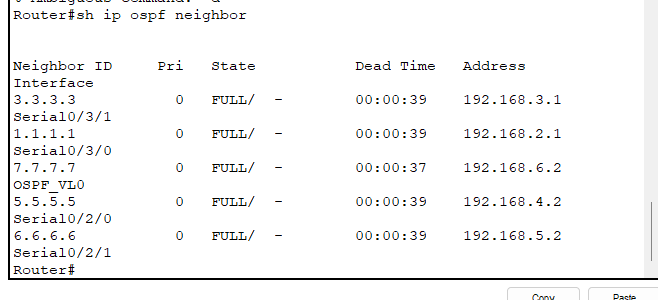 Router#sh ip ospf neighbor
Neighbor ID Pri State Dead Time Address
Interface
3.3.3.3 0 FULL/ - 00:00:39 192.168.3.1
Serial0/3/1
1.1.1.1 0 FULL/ - 00:00:39 192.168.2.1
Serial0/3/0
7.7.7.7 0 FULL/ - 00:00:37 192.168.6.2
OSPF_VL0
5.5.5.5 0 FULL/ - 00:00:39 192.168.4.2
Serial0/2/0
6.6.6.6 0 FULL/ - 00:00:39 192.168.5.2
Serial0/2/1
Router#
Copy Paste